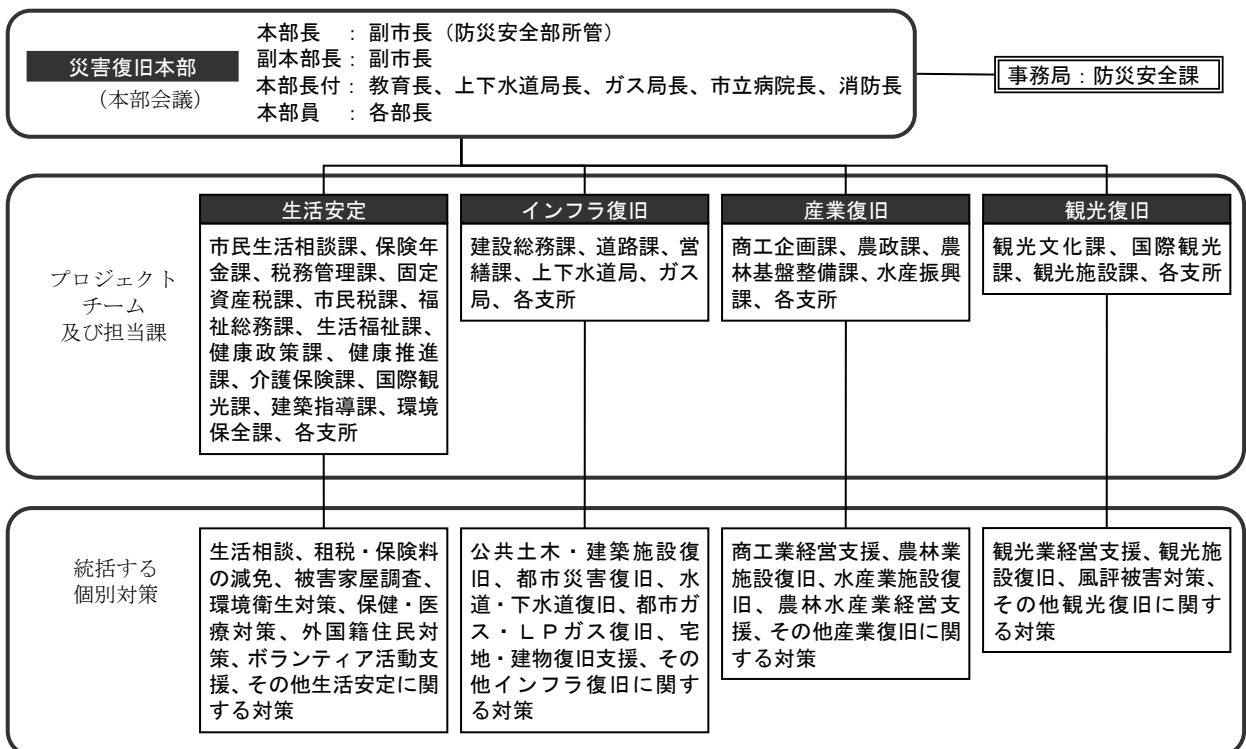 災害復旧本部
（本部会議）
本部長　：副市長（防災安全部所管）
副本部長：副市長
本部長付：教育長、上下水道局長、ガス局長、市立病院長、消防長
本部員　：各部長
事務局：防災安全課
プロジェクト
チーム
及び担当課
生活安定
市民生活相談課、保険年
金課、税務管理課、固定
資産税課、市民税課、福
祉総務課、生活福祉課、
健康政策課、健康推進
課、介護保険課、国際観
光課、建築指導課、環境
保全課、各支所
インフラ復旧
建設総務課、道路課、営
繕課、上下水道局、ガス
局、各支所
産業復旧
商工企画課、農政課、農
林基盤整備課、水産振興
課、各支所
観光復旧
観光文化課、国際観光
課、観光施設課、各支所
統括する
個別対策
生活相談、租税・保険料
の減免、被害家屋調査、
環境衛生対策、保健・医
療対策、外国籍住民対
策、ボランティア活動支
援、その他生活安定に関
する対策
公共土木・建築施設復
旧、都市災害復旧、水
道・下水道復旧、都市ガ
ス・ＬＰガス復旧、宅
地・建物復旧支援、その
他インフラ復旧に関す
る対策
商工業経営支援、農林業
施設復旧、水産業施設復
旧、農林水産業経営支
援、その他産業復旧に関
する対策
観光業経営支援、観光施
設復旧、風評被害対策、
その他観光復旧に関す
る対策